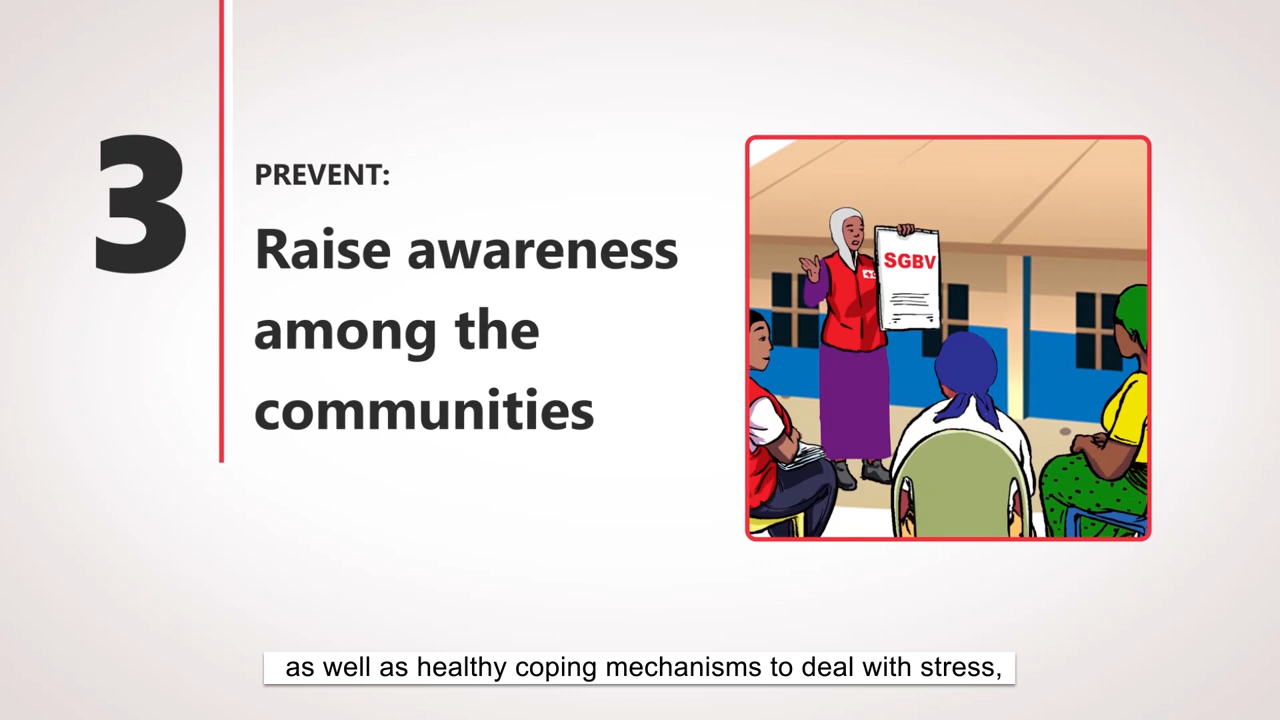 3
PREVENT:
Raise awareness
among the
communities
SGBV
as well as healthy coping mechanisms to deal with stress,